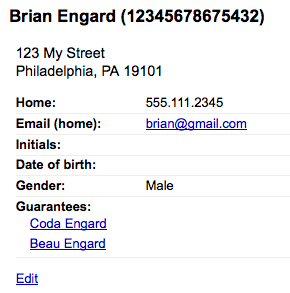 Brian Engard (12345678675432)
123 My Street
Philadelphia, PA 19101
Home: 555.111.2345
Email (home): brian@gmail.com
Initials:
Date of birth:
Gender: Male
Guarantees:
Coda Engard
Beau Engard
Edit